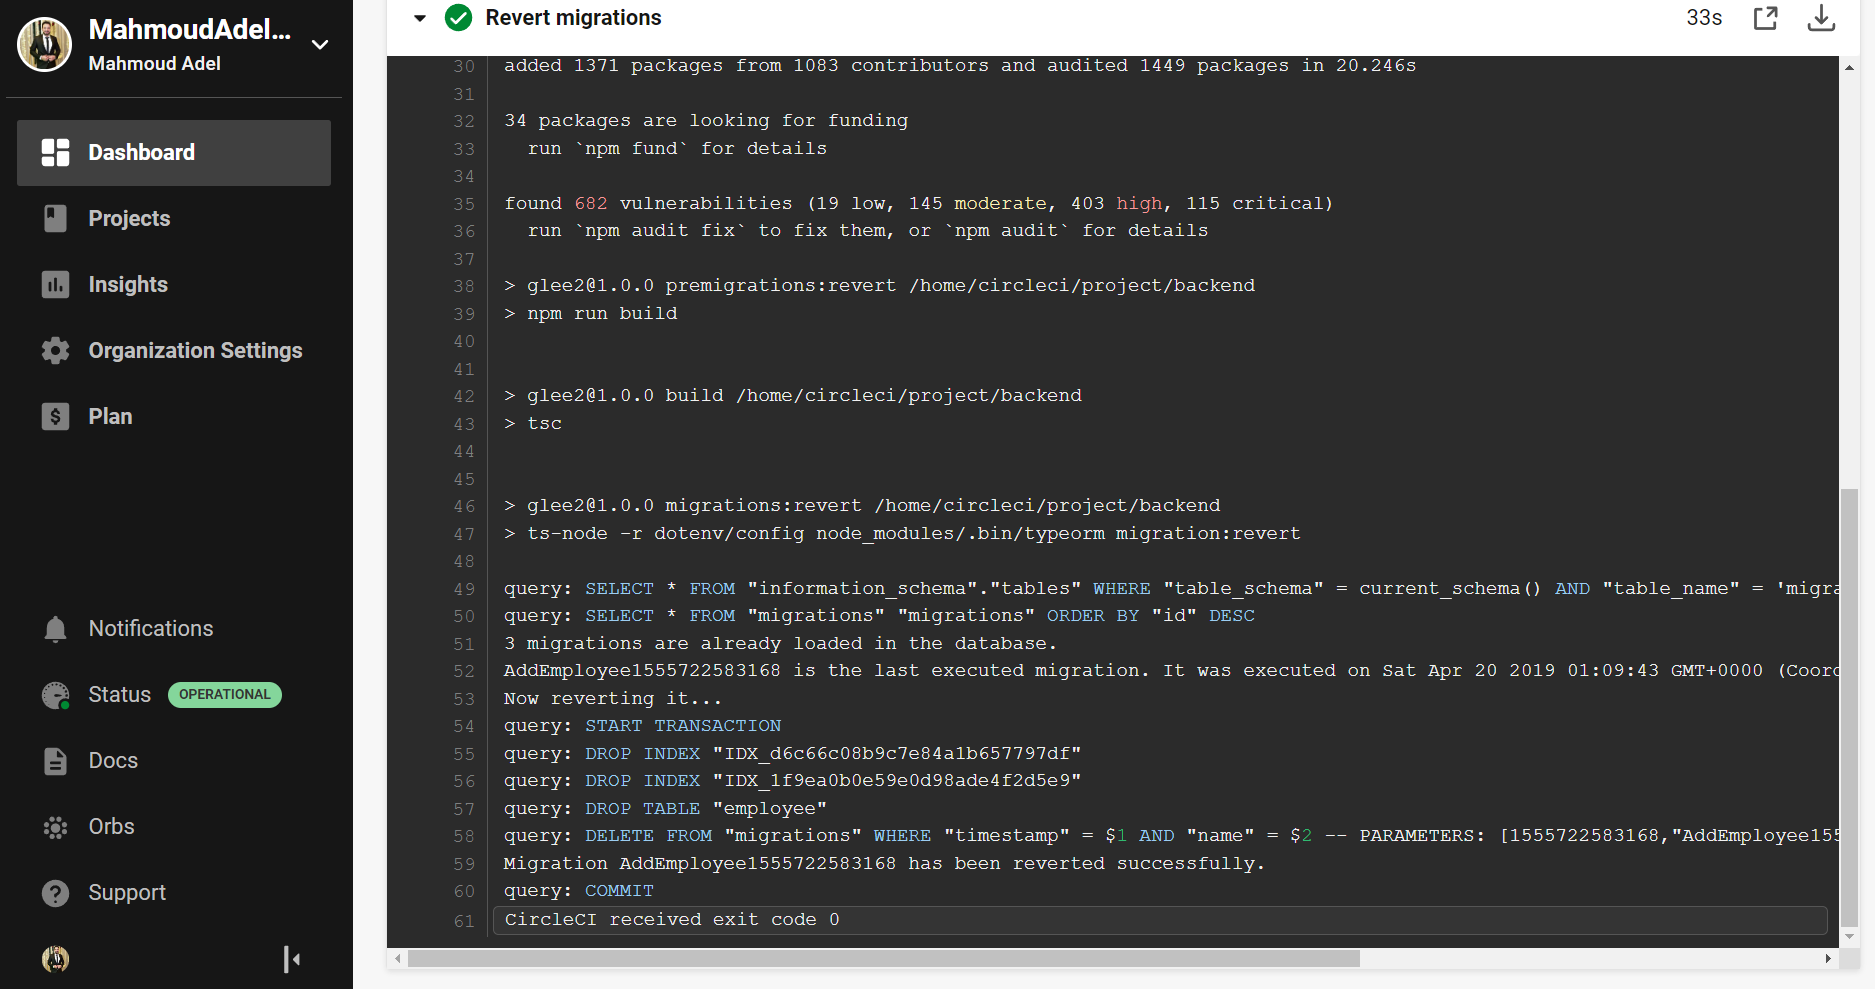 MahmoudAdel...
Mahmoud Adel
Dashboard
Projects
Insights
Organization Settings
Plan
Notifications
Status OPERATIONAL
Docs
Orbs
Support
Revert migrations
33s
30 added 1371 packages from 1083 contributors and audited 1449 packages in 20.246s
31
32 34 packages are looking for funding
33 run `npm fund` for details
34
35 found 682 vulnerabilities (19 low, 145 moderate, 403 high, 115 critical)
36 run `npm audit fix` to fix them, or `npm audit` for details
37
38 > glee2@1.0.0 premigrations:revert /home/circleci/project/backend
39 > npm run build
40
41
42 > glee2@1.0.0 build /home/circleci/project/backend
43 > tsc
44
45
46 > glee2@1.0.0 migrations:revert /home/circleci/project/backend
47 > ts-node -r dotenv/config node_modules/.bin/typeorm migration:revert
48
49 query: SELECT * FROM "information_schema"."tables" WHERE "table_schema" = current_schema() AND "table_name" = 'migra
50 query: SELECT * FROM "migrations" "migrations" ORDER BY "id" DESC
51 3 migrations are already loaded in the database.
52 AddEmployee1555722583168 is the last executed migration. It was executed on Sat Apr 20 2019 01:09:43 GMT+0000 (Coord
53 Now reverting it...
54 query: START TRANSACTION
55 query: DROP INDEX "IDX_d6c66c08b9c7e84a1b657797df"
56 query: DROP INDEX "IDX_1f9ea0b0e59e0d98ade4f2d5e9"
57 query: DROP TABLE "employee"
58 query: DELETE FROM "migrations" WHERE "timestamp" = $1 AND "name" = $2 -- PARAMETERS: [1555722583168,"AddEmployee155
59 Migration AddEmployee1555722583168 has been reverted successfully.
60 query: COMMIT
61 CircleCI received exit code 0